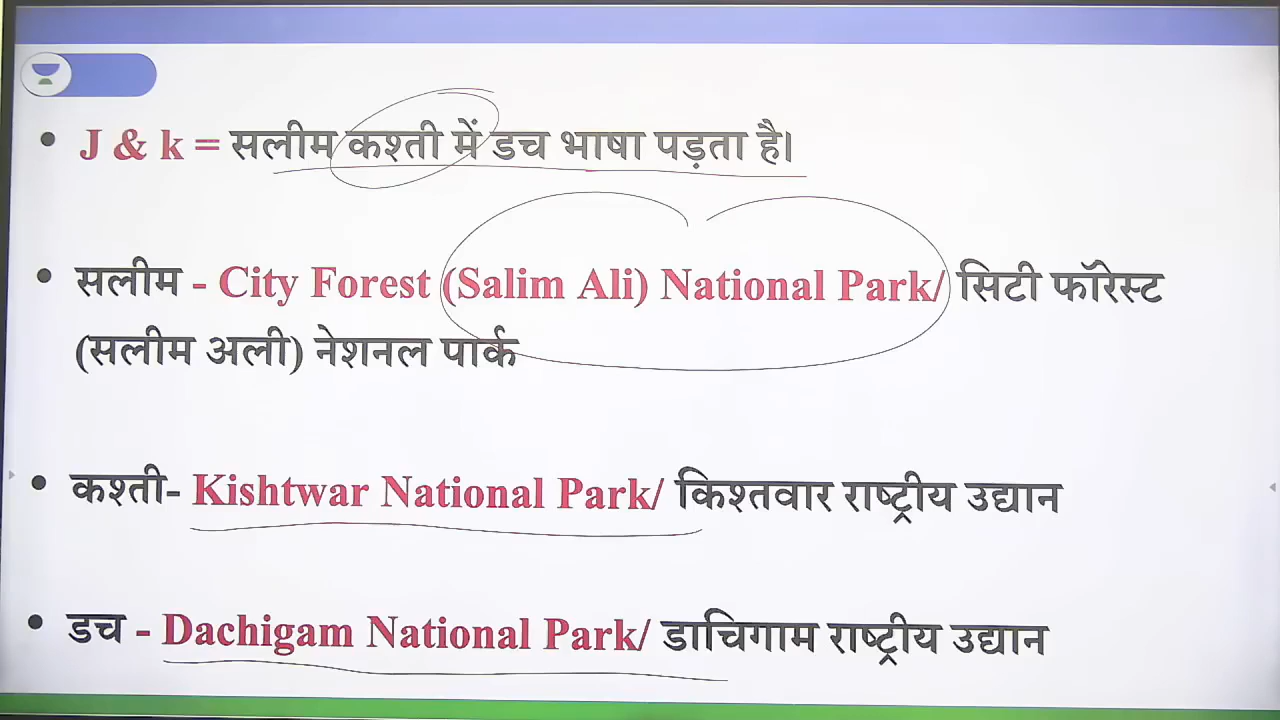 J & k = सलीम कश्ती में डच भाषा पड़ता है।
सलीम - City Forest (Salim Ali) National Park/ सिटी फॉरेस्ट
(सलीम अली) नेशनल पार्क
कश्ती- Kishtwar National Park/ किश्तवार राष्ट्रीय उद्यान
डच - Dachigam National Park/ डाचिगाम राष्ट्रीय उद्यान